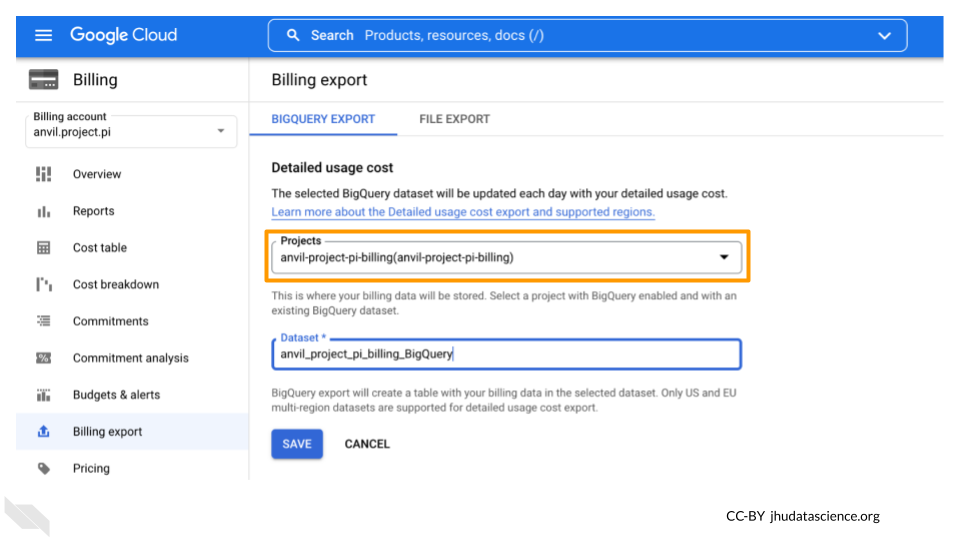 Google Cloud
Search Products, resources, docs (/)
Billing
Billing export
Billing account
anvil.project.pi
BIGQUERY EXPORT
FILE EXPORT
Overview
Reports
Cost table
Cost breakdown
Commitments
Commitment analysis
Budgets & alerts
Billing export
Pricing
Detailed usage cost
The selected BigQuery dataset will be updated each day with your detailed usage cost.
Learn more about the Detailed usage cost export and supported regions.
Projects
anvil-project-pi-billing(anvil-project-pi-billing)
This is where your billing data will be stored. Select a project with BigQuery enabled and with an
existing BigQuery dataset.
Dataset *
anvil_project_pi_billing_BigQuery
BigQuery export will create a table with your billing data in the selected dataset. Only US and EU
multi-region datasets are supported for detailed usage cost export.
SAVE
CANCEL
CC-BY jhudatascience.org